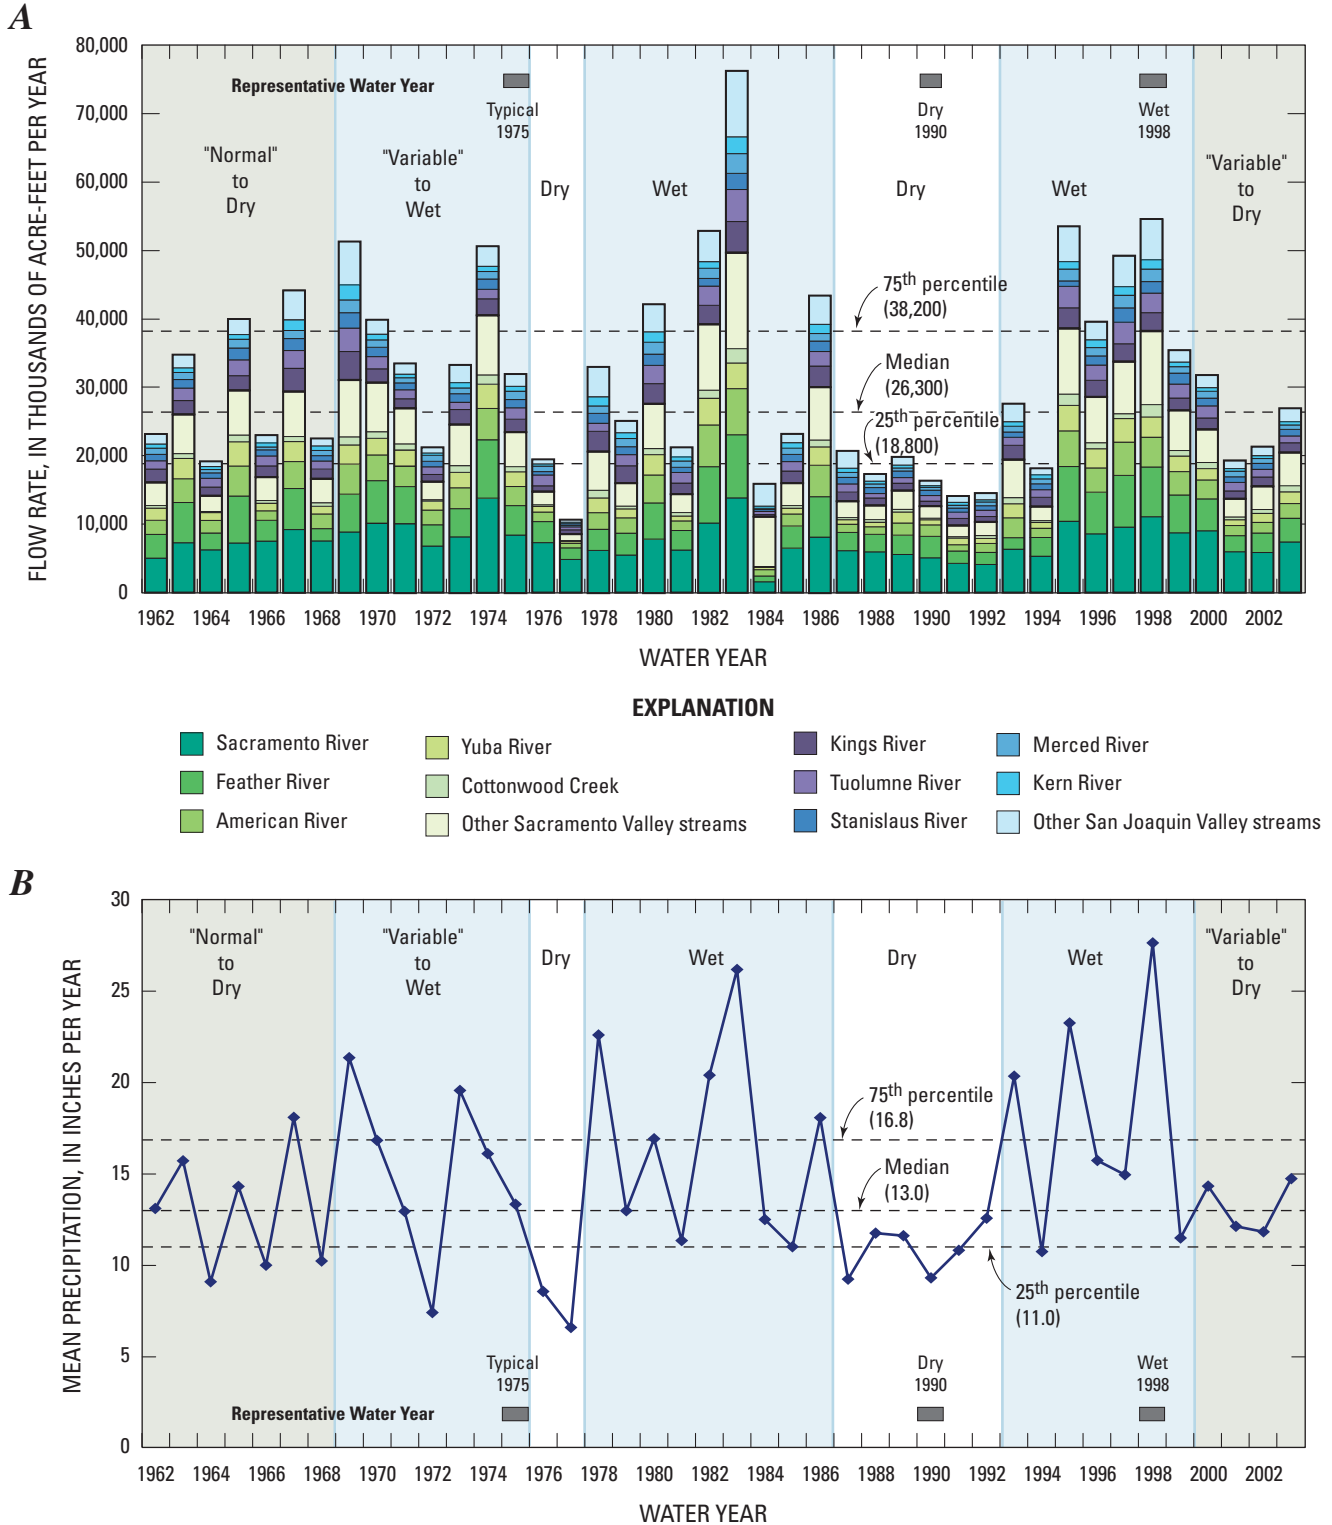 A
FLOW RATE, IN THOUSANDS OF ACRE-FEET PER YEAR
80,000
70,000
60,000
50,000
40,000
30,000
20,000
10,000
0
Representative Water Year
Typical
1975
Dry
1990
Wet
1998
"Normal"
to
Dry
"Variable"
to
Wet
Dry
Wet
Dry
Wet
"Variable"
to
Dry
75th percentile
(38,200)
Median
(26,300)
25th percentile
(18,800)
1962 1964 1966 1968 1970 1972 1974 1976 1978 1980 1982 1984 1986 1988 1990 1992 1994 1996 1998 2000 2002
WATER YEAR
EXPLANATION
Sacramento River
Feather River
American River
Yuba River
Cottonwood Creek
Other Sacramento Valley streams
Kings River
Tuolumne River
Stanislaus River
Merced River
Kern River
Other San Joaquin Valley streams
B
MEAN PRECIPITATION, IN INCHES PER YEAR
30
25
20
15
10
5
0
"Normal"
to
Dry
"Variable"
to
Wet
Dry
Wet
Dry
Wet
"Variable"
to
Dry
75th percentile
(16.8)
Median
(13.0)
25th percentile
(11.0)
Typical
1975
Dry
1990
Wet
1998
Representative Water Year
1962 1964 1966 1968 1970 1972 1974 1976 1978 1980 1982 1984 1986 1988 1990 1992 1994 1996 1998 2000 2002
WATER YEAR